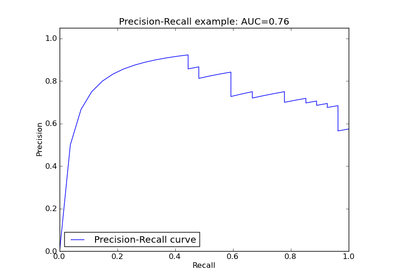 Precision-Recall example: AUC=0.76
1.0
0.8
0.6
0.4
0.2
0.0
Precision
Precision-Recall curve
0.0 0.2 0.4 0.6 0.8 1.0
Recall